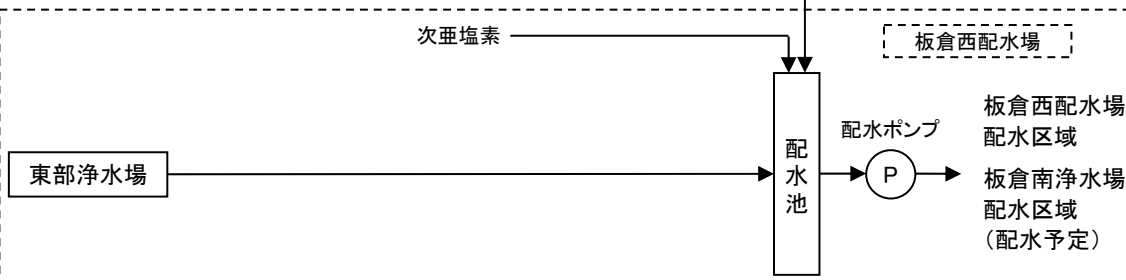 次亜塩素
板倉西配水場
東部浄水場
配水池
配水ポンプ
P
板倉西配水場
配水区域
板倉南浄水場
配水区域
（配水予定）